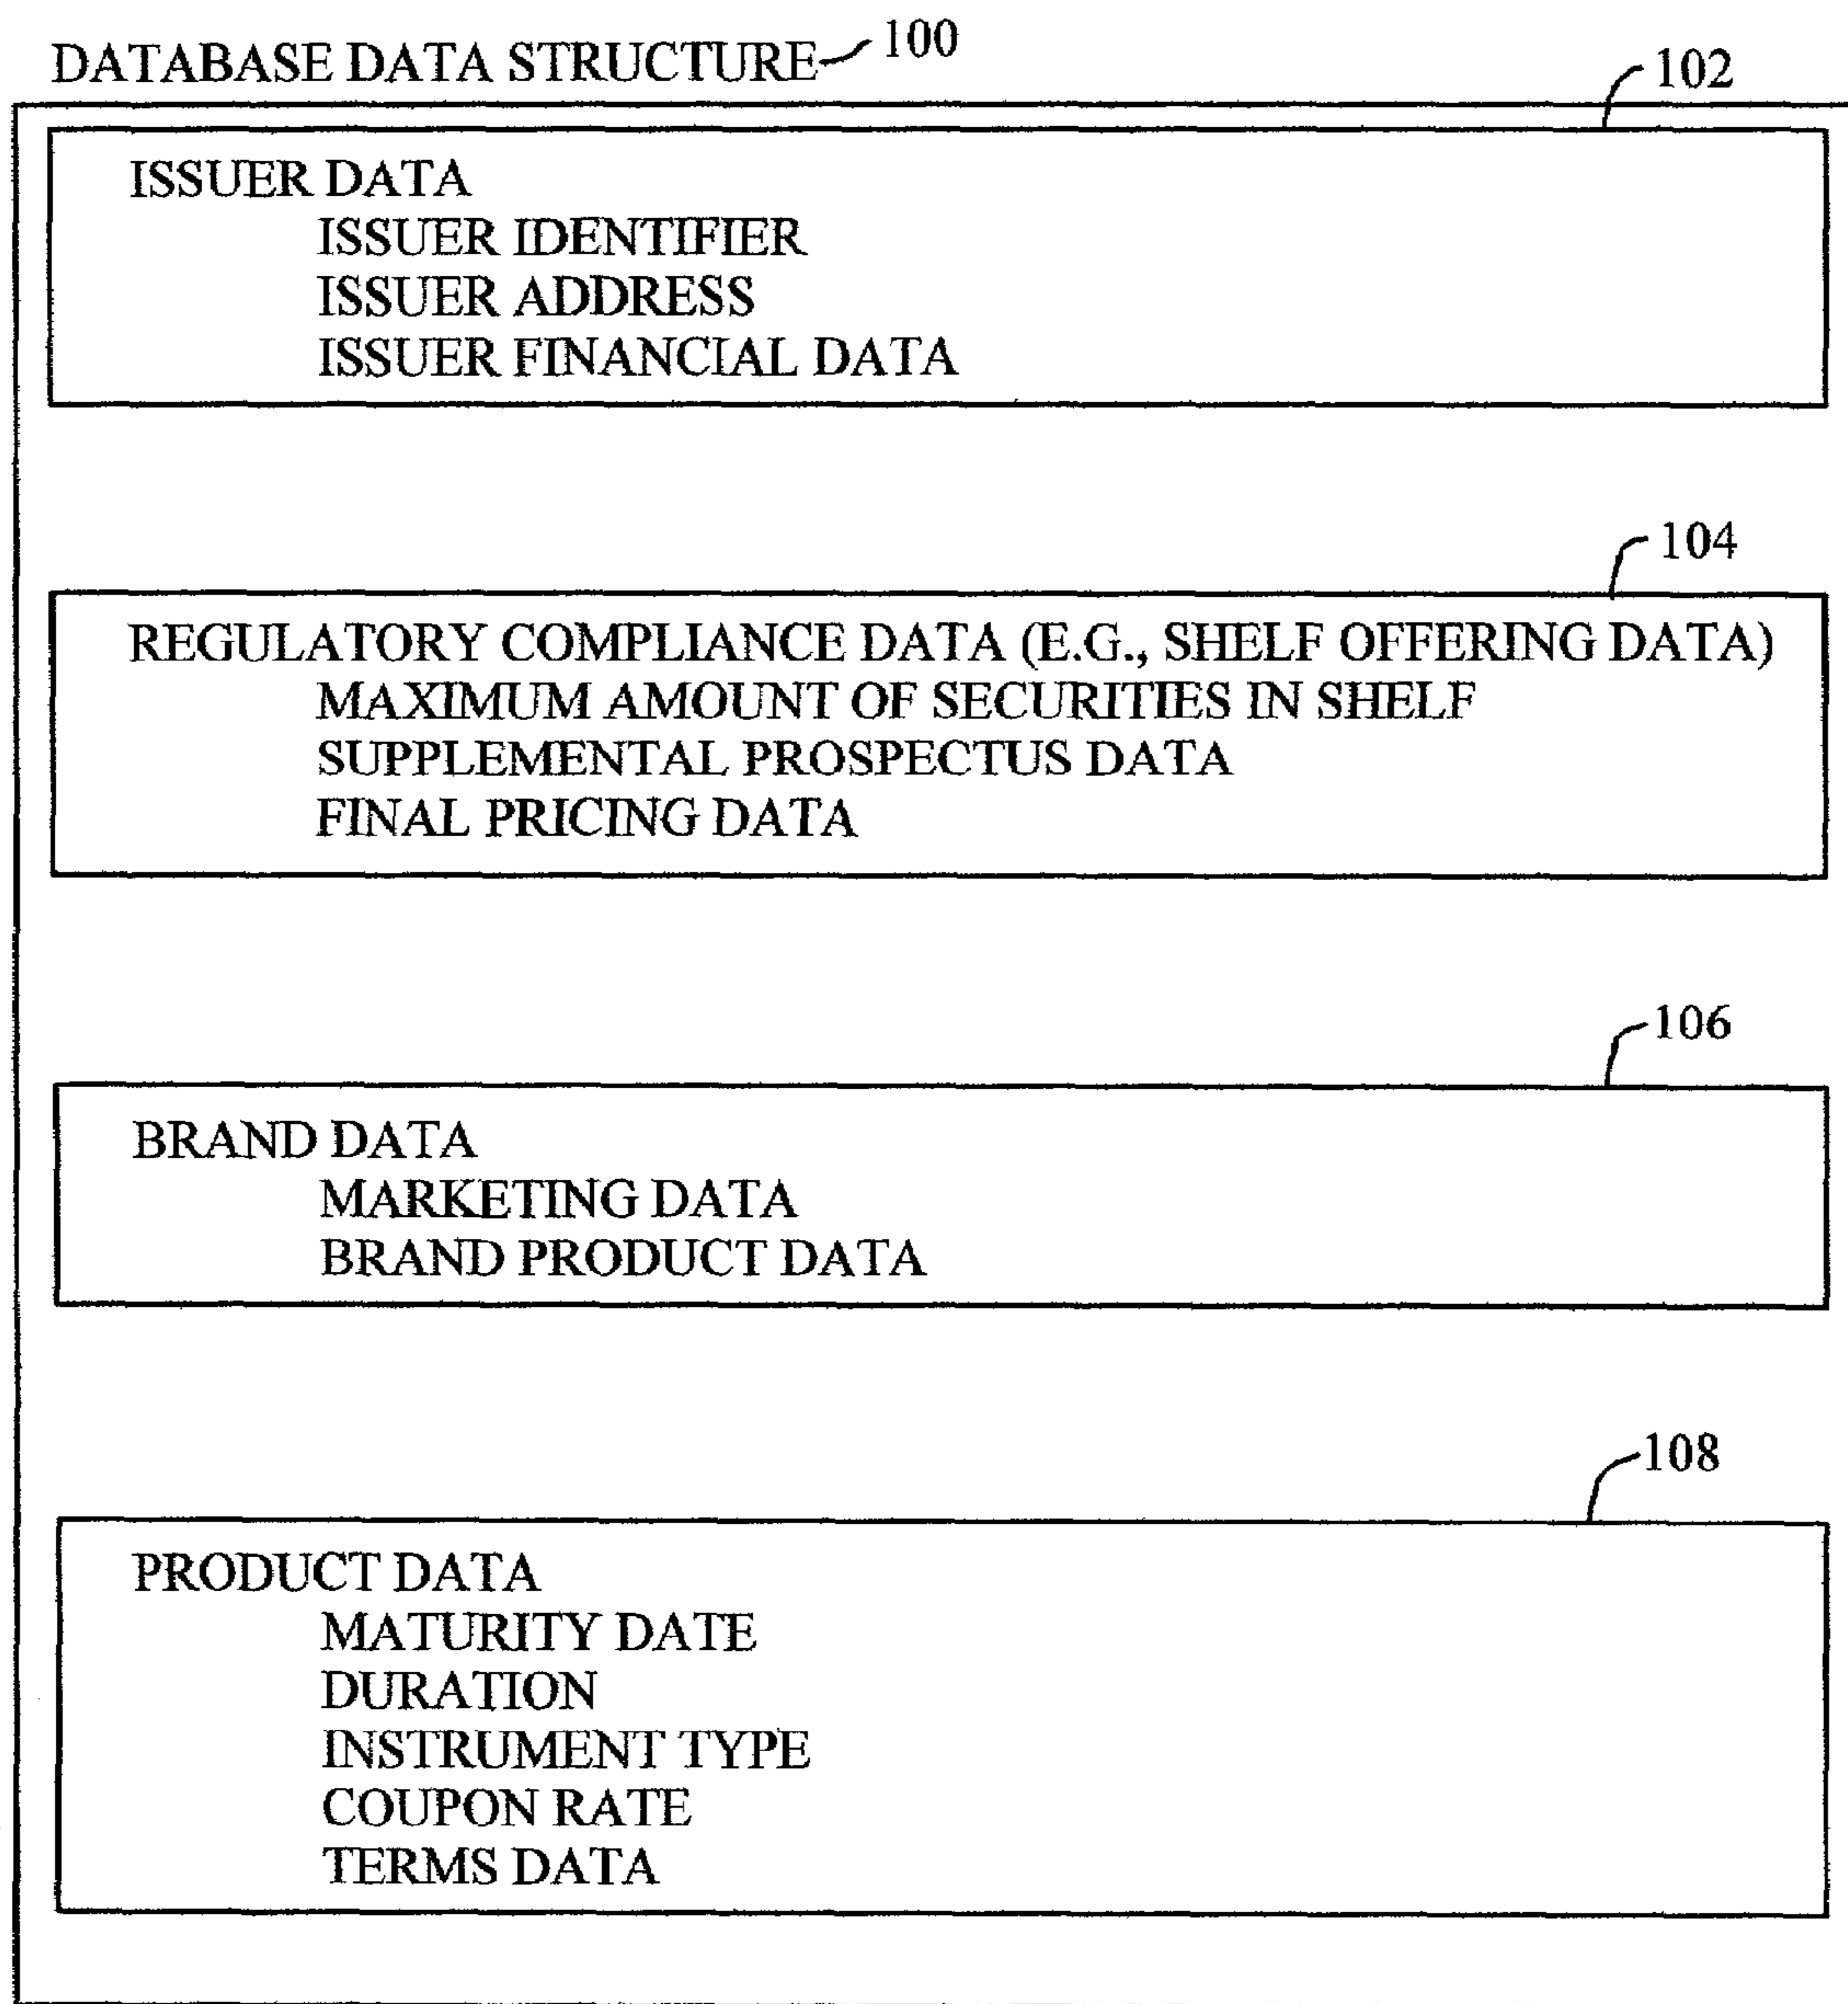 DATABASE DATA STRUCTURE 100
102
ISSUER DATA
ISSUER IDENTIFIER
ISSUER ADDRESS
ISSUER FINANCIAL DATA
104
REGULATORY COMPLIANCE DATA (E.G., SHELF OFFERING DATA)
MAXIMUM AMOUNT OF SECURITIES IN SHELF
SUPPLEMENTAL PROSPECTUS DATA
FINAL PRICING DATA
106
BRAND DATA
MARKETING DATA
BRAND PRODUCT DATA
108
PRODUCT DATA
MATURITY DATE
DURATION
INSTRUMENT TYPE
COUPON RATE
TERMS DATA